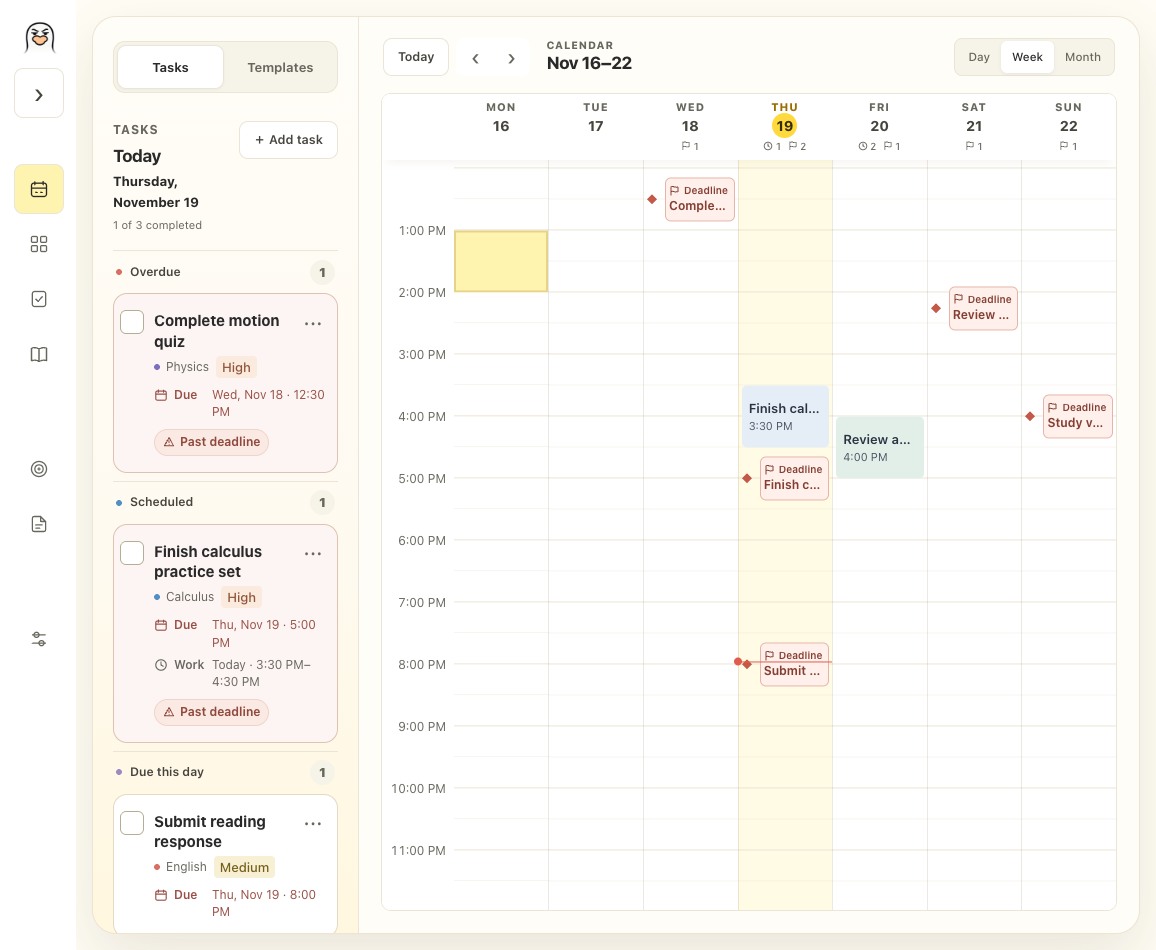 Tasks
Templates
TASKS
Today
Thursday,
November 19
1 of 3 completed
+ Add task
Overdue
1
Complete motion
quiz
Physics
High
Due
Wed, Nov 18 · 12:30
PM
Past deadline
Scheduled
1
Finish calculus
practice set
Calculus
High
Due
Thu, Nov 19 · 5:00
PM
Work
Today · 3:30 PM–
4:30 PM
Past deadline
Due this day
1
Submit reading
response
English
Medium
Due
Thu, Nov 19 · 8:00
PM
Today
CALENDAR
Nov 16–22
Day
Week
Month
MON
16
TUE
17
WED
18
1
THU
19
1
2
FRI
20
2
1
SAT
21
1
SUN
22
1
1:00 PM
2:00 PM
3:00 PM
4:00 PM
5:00 PM
6:00 PM
7:00 PM
8:00 PM
9:00 PM
10:00 PM
11:00 PM
Deadline
Comple...
Finish cal...
3:30 PM
Deadline
Finish c...
Deadline
Submit ...
Review a...
4:00 PM
Deadline
Review ...
Deadline
Study v...